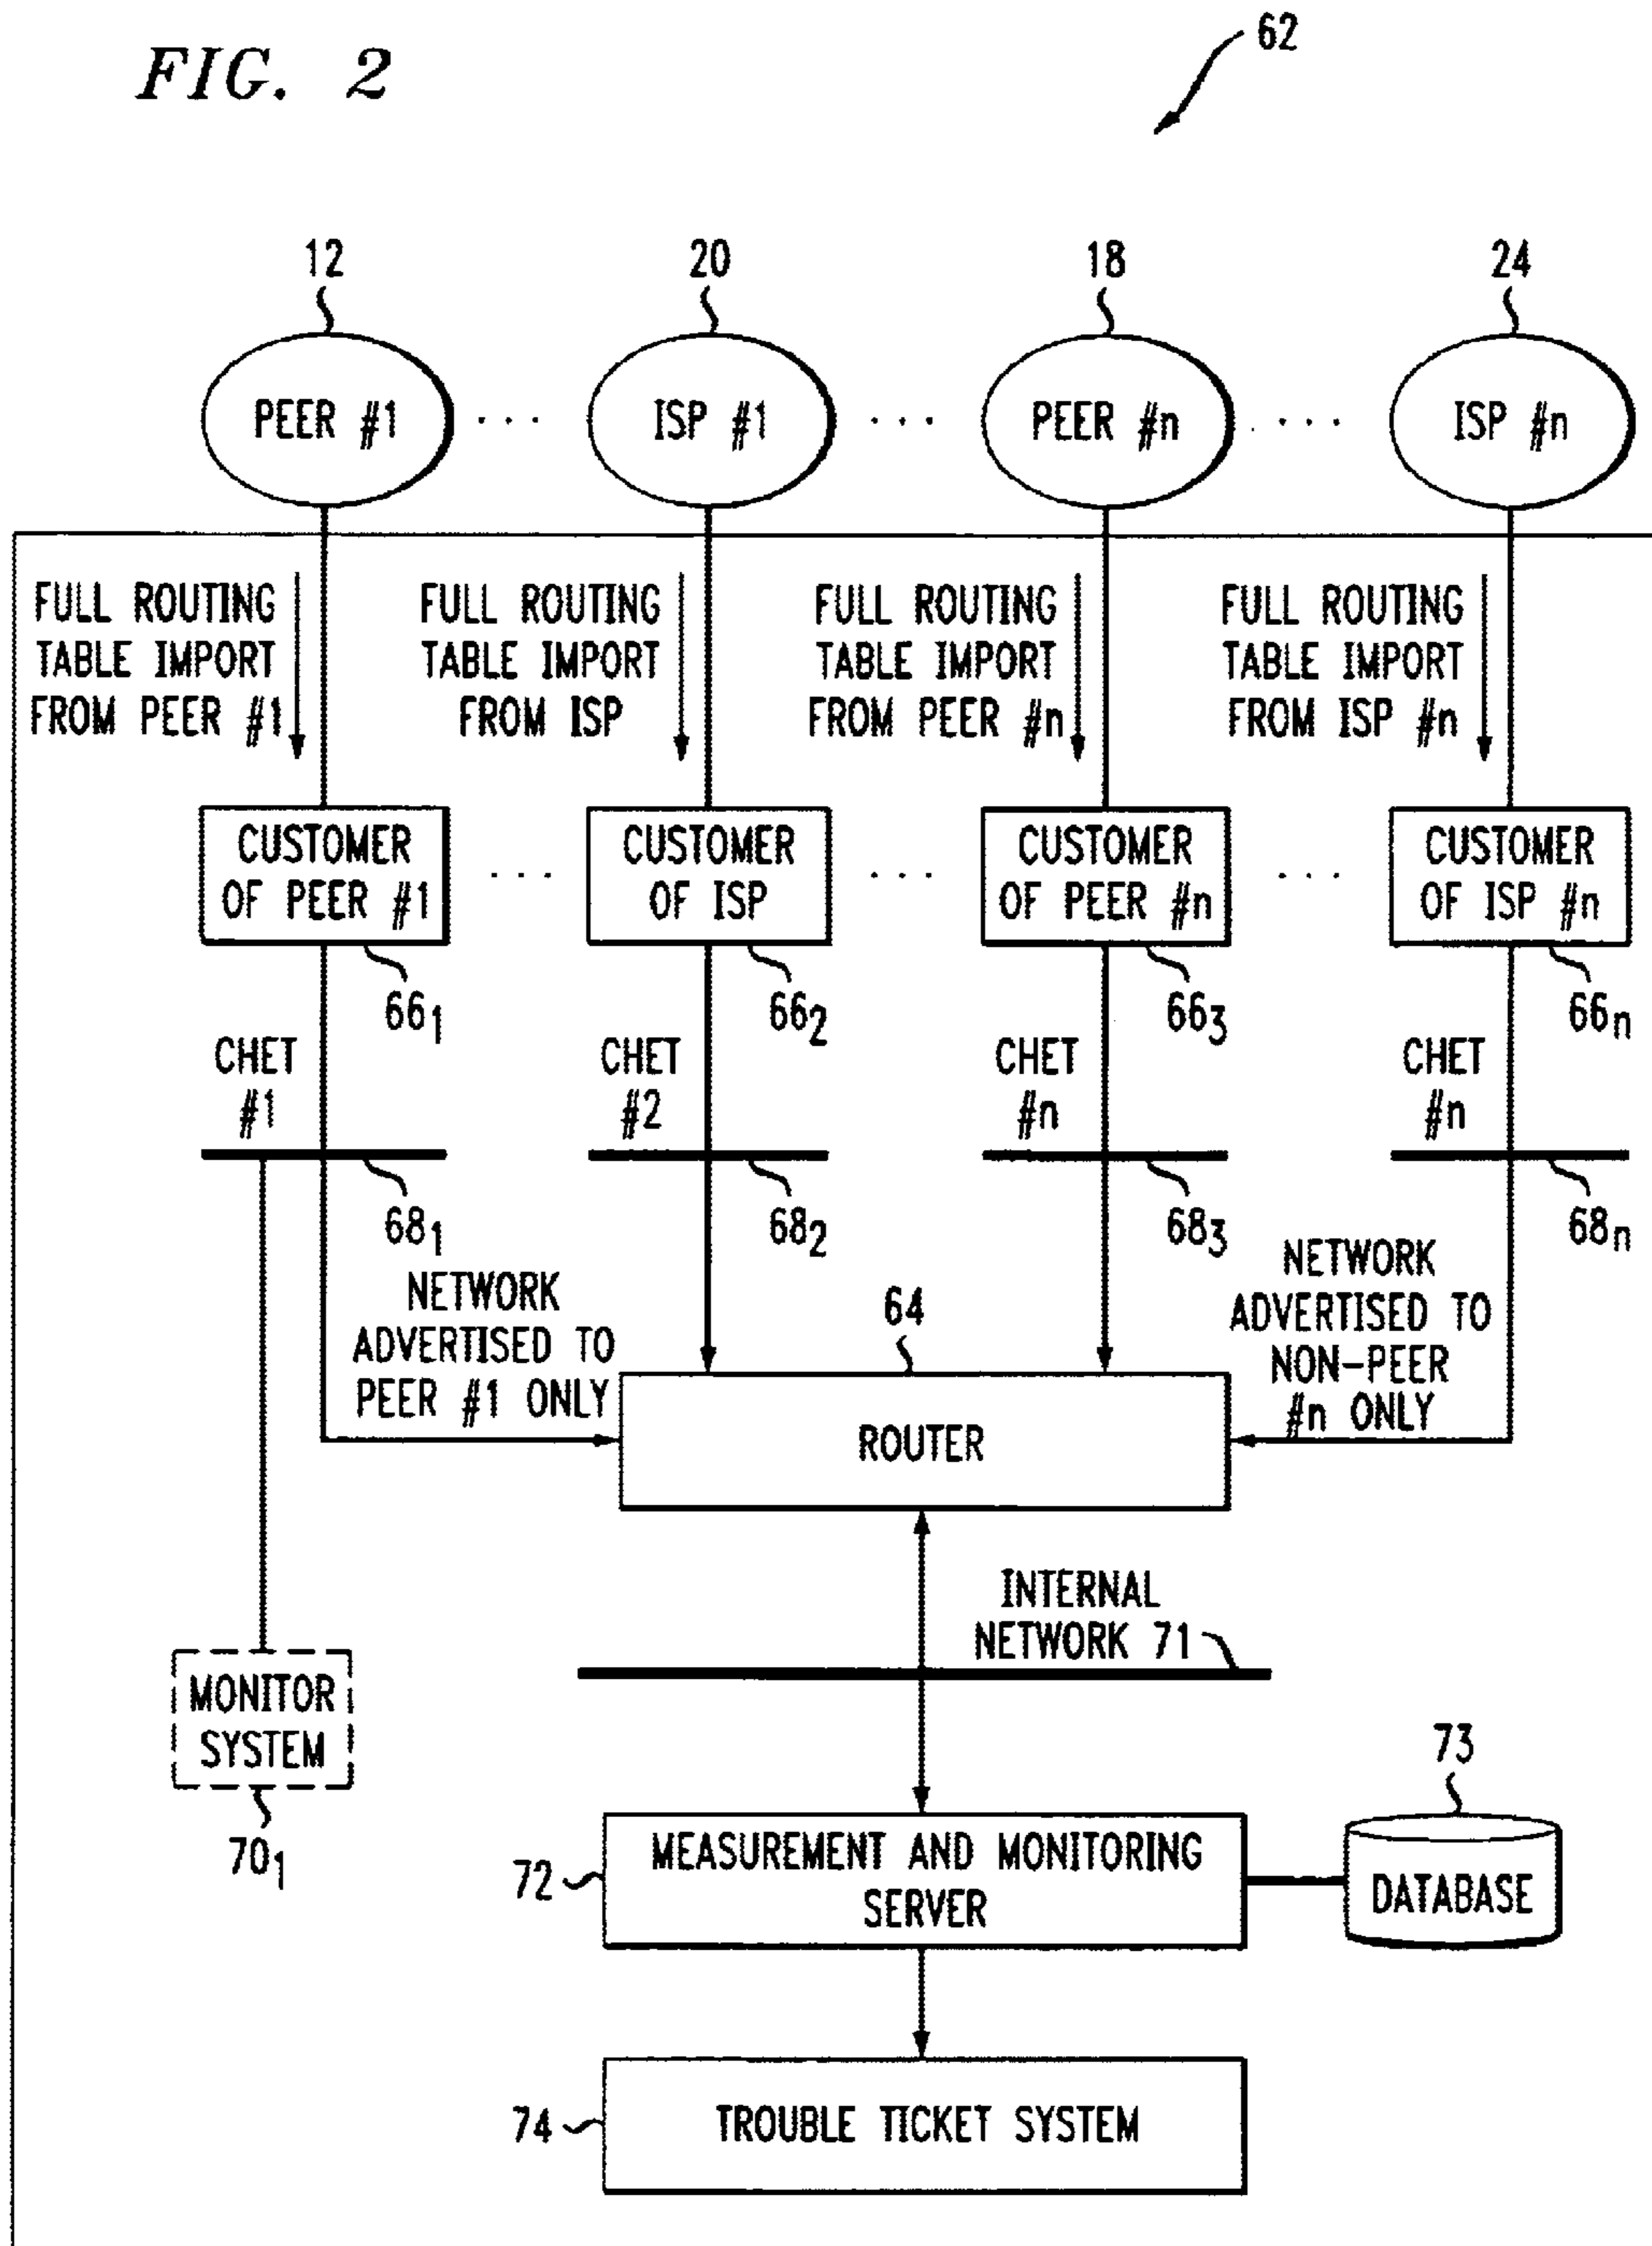 FIG. 2
62
12
20
18
24
PEER #1
ISP #1
PEER #n
ISP #n
FULL ROUTING
TABLE IMPORT
FROM PEER #1
FULL ROUTING
TABLE IMPORT
FROM ISP
FULL ROUTING
TABLE IMPORT
FROM PEER #n
FULL ROUTING
TABLE IMPORT
FROM ISP #n
CUSTOMER
OF PEER #1
CUSTOMER
OF ISP
CUSTOMER
OF PEER #n
CUSTOMER
OF ISP #n
66₁
66₂
66₃
66ₙ
CHET
#1
CHET
#2
CHET
#n
CHET
#n
68₁
68₂
68₃
68ₙ
NETWORK
ADVERTISED TO
PEER #1 ONLY
64
NETWORK
ADVERTISED TO
NON-PEER
#n ONLY
ROUTER
INTERNAL
NETWORK 71
MONITOR
SYSTEM
70₁
73
72
MEASUREMENT AND MONITORING
SERVER
DATABASE
74
TROUBLE TICKET SYSTEM